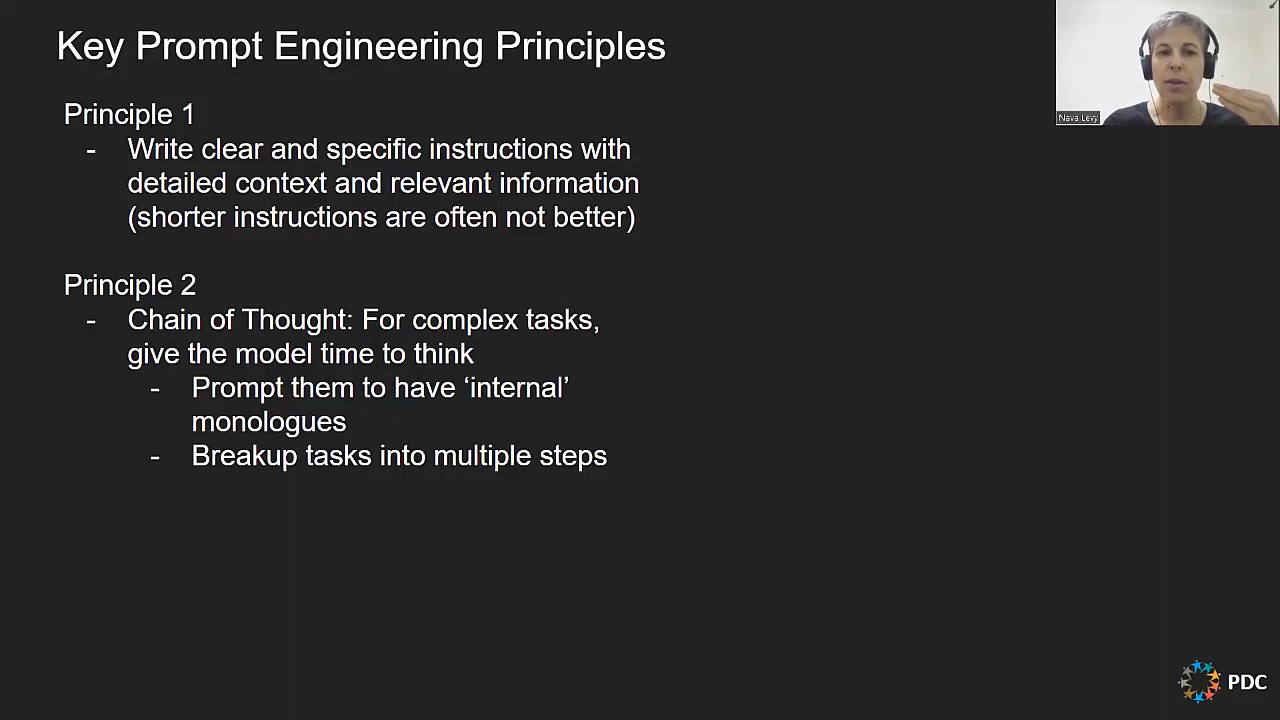 Key Prompt Engineering Principles
Principle 1
- Write clear and specific instructions with
detailed context and relevant information
(shorter instructions are often not better)
Principle 2
- Chain of Thought: For complex tasks,
give the model time to think
- Prompt them to have ‘internal’
monologues
- Breakup tasks into multiple steps
Nava Levy
PDC